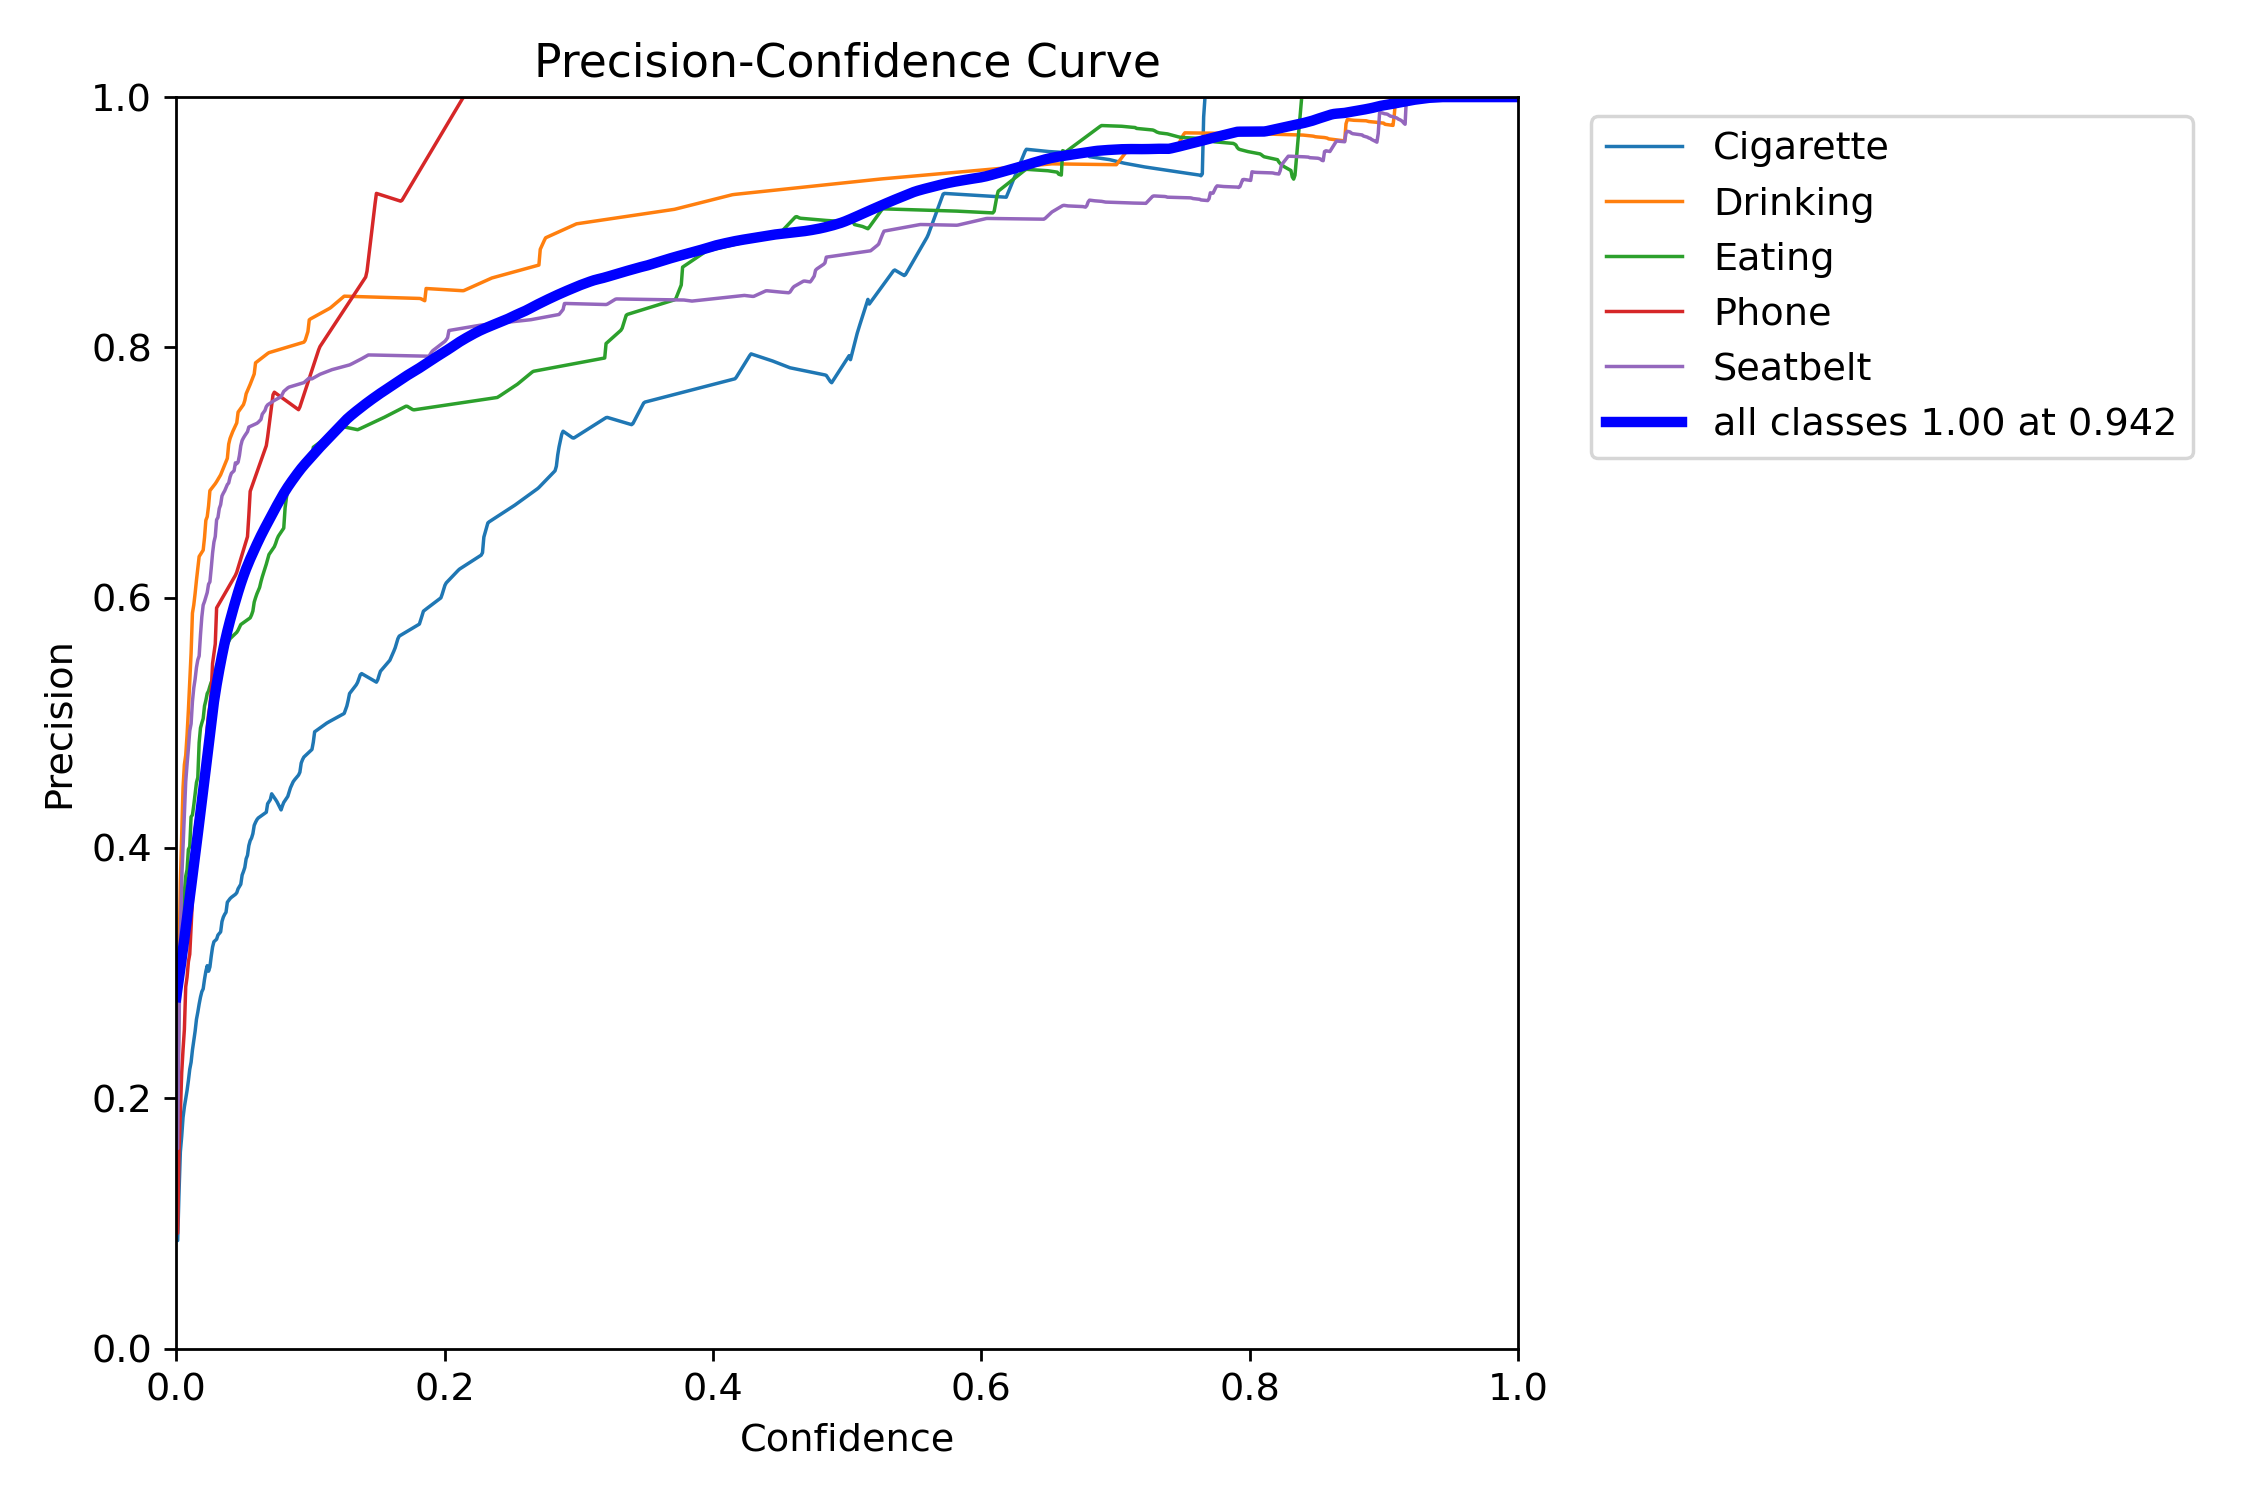 Precision-Confidence Curve
1.0
0.8
0.6
0.4
0.2
0.0
Precision
0.0 0.2 0.4 0.6 0.8 1.0
Confidence
Cigarette
Drinking
Eating
Phone
Seatbelt
all classes 1.00 at 0.942